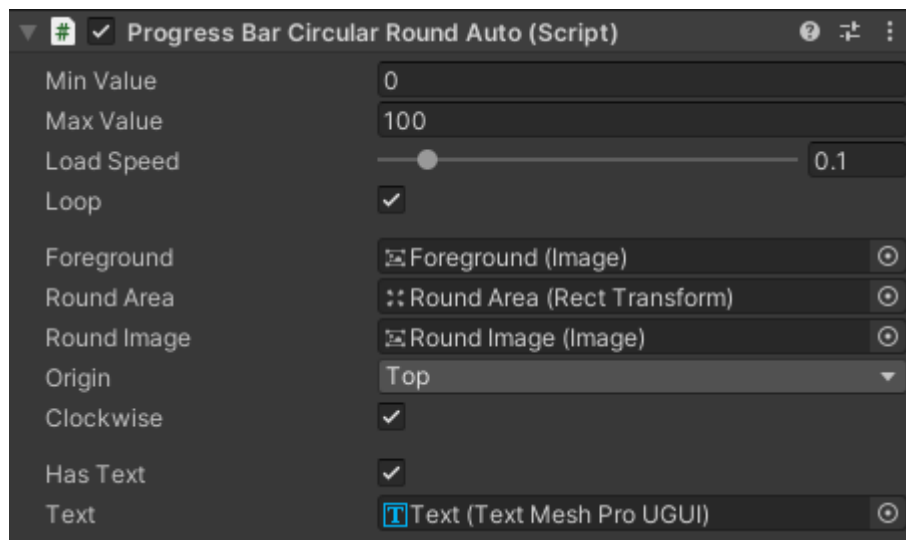 Progress Bar Circular Round Auto (Script)
Min Value 0
Max Value 100
Load Speed 0.1
Loop
Foreground Foreground (Image)
Round Area Round Area (Rect Transform)
Round Image Round Image (Image)
Origin Top
Clockwise
Has Text
Text Text (Text Mesh Pro UGUI)